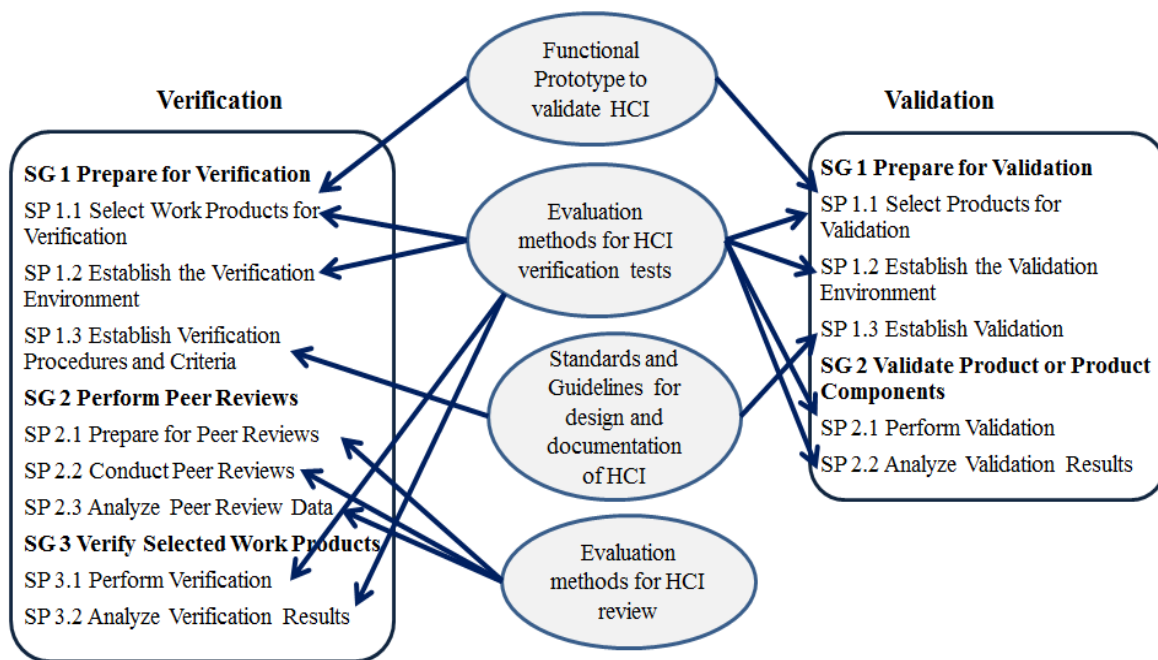 Verification
SG 1 Prepare for Verification
SP 1.1 Select Work Products for
Verification
SP 1.2 Establish the Verification
Environment
SP 1.3 Establish Verification
Procedures and Criteria
SG 2 Perform Peer Reviews
SP 2.1 Prepare for Peer Reviews
SP 2.2 Conduct Peer Reviews
SP 2.3 Analyze Peer Review Data
SG 3 Verify Selected Work Products
SP 3.1 Perform Verification
SP 3.2 Analyze Verification Results
Functional
Prototype to
validate HCI
Evaluation
methods for HCI
verification tests
Standards and
Guidelines for
design and
documentation
of HCI
Evaluation
methods for HCI
review
Validation
SG 1 Prepare for Validation
SP 1.1 Select Products for
Validation
SP 1.2 Establish the Validation
Environment
SP 1.3 Establish Validation
SG 2 Validate Product or Product
Components
SP 2.1 Perform Validation
SP 2.2 Analyze Validation Results